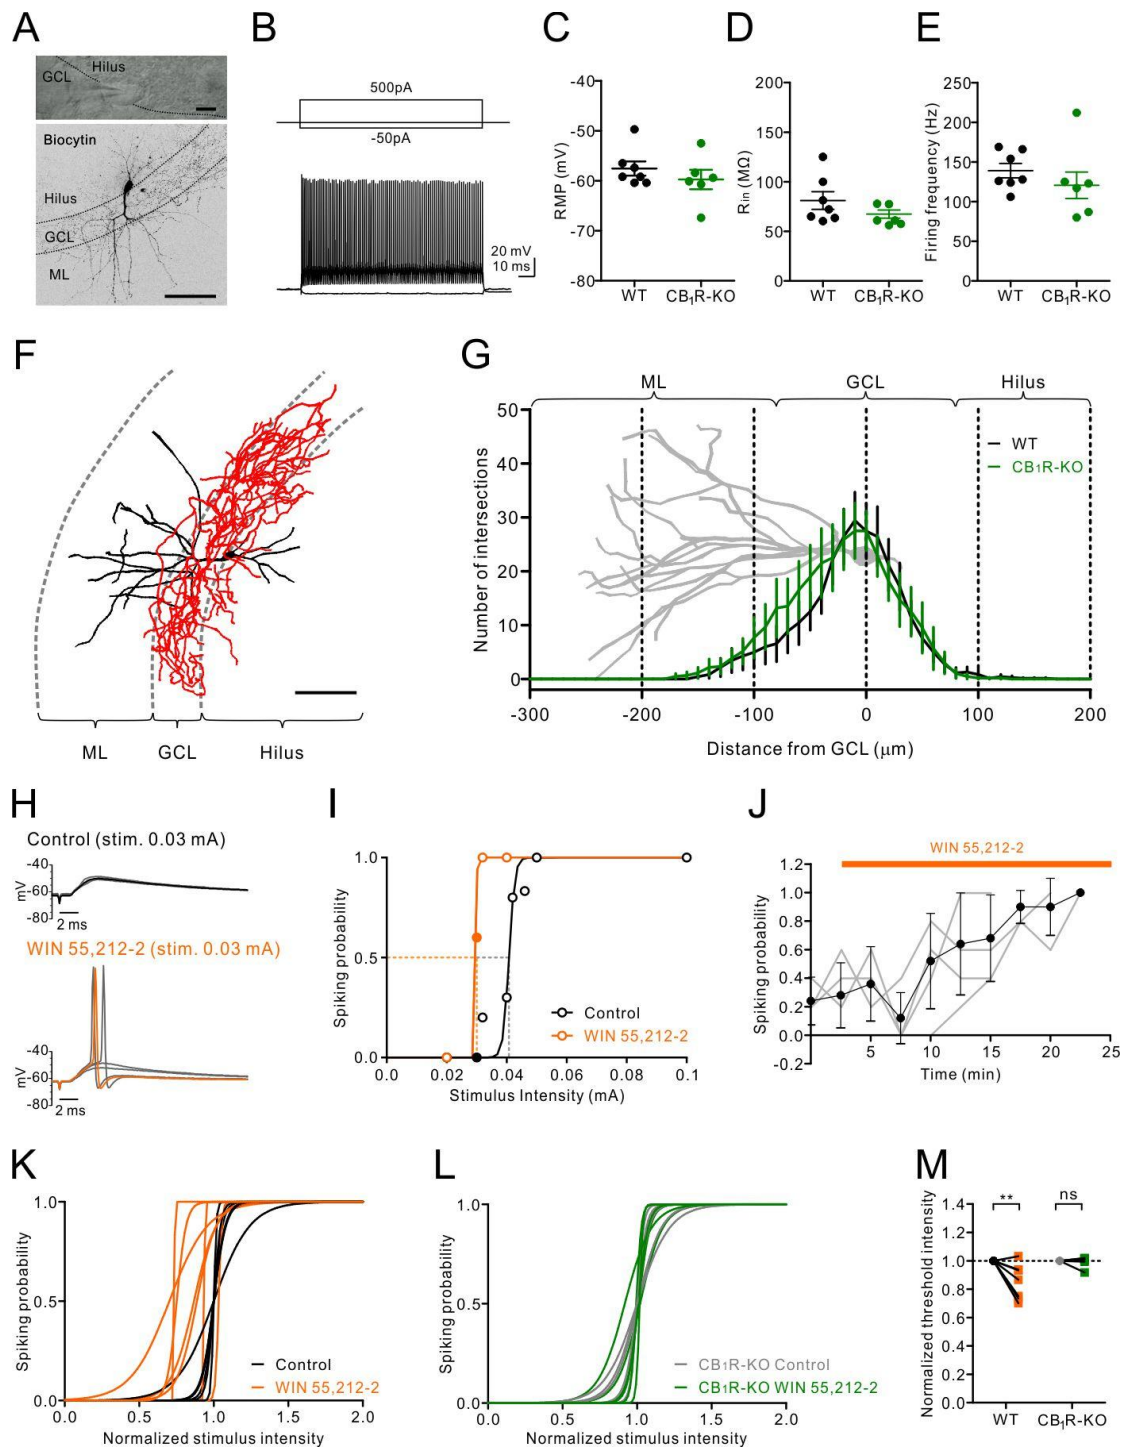 A
Hilus
GCL
Biocytin
Hilus
GCL
ML
B
500pA
-50pA
20 mV
10 ms
C
-40
-50
-60
-70
-80
RMP (mV)
WT
CB1R-KO
D
200
150
100
50
0
Rin (MΩ)
WT
CB1R-KO
E
250
200
150
100
50
0
Firing frequency (Hz)
WT
CB1R-KO
F
ML
GCL
Hilus
G
ML
GCL
Hilus
50
40
30
20
10
0
Number of intersections
WT
CB1R-KO
-300
-200
-100
0
100
200
Distance from GCL (μm)
H
Control (stim. 0.03 mA)
-40
-60
-80
mV
2 ms
WIN 55,212-2 (stim. 0.03 mA)
-40
-60
-80
mV
2 ms
I
1.0
0.5
0.0
Spiking probability
Control
WIN 55,212-2
0.0
0.02
0.04
0.06
0.08
0.1
Stimulus Intensity (mA)
J
WIN 55,212-2
1.2
1.0
0.8
0.6
0.4
0.2
0.0
-0.2
Spiking probability
5
10
15
20
25
Time (min)
K
1.0
0.5
0.0
Spiking probability
Control
WIN 55,212-2
0.0
0.5
1.0
1.5
2.0
Normalized stimulus intensity
L
1.0
0.5
0.0
Spiking probability
CB1R-KO Control
CB1R-KO WIN 55,212-2
0.0
0.5
1.0
1.5
2.0
Normalized stimulus intensity
M
1.4
1.2
1.0
0.8
0.6
0.4
0.2
0.0
Normalized threshold intensity
**
ns
WT
CB1R-KO